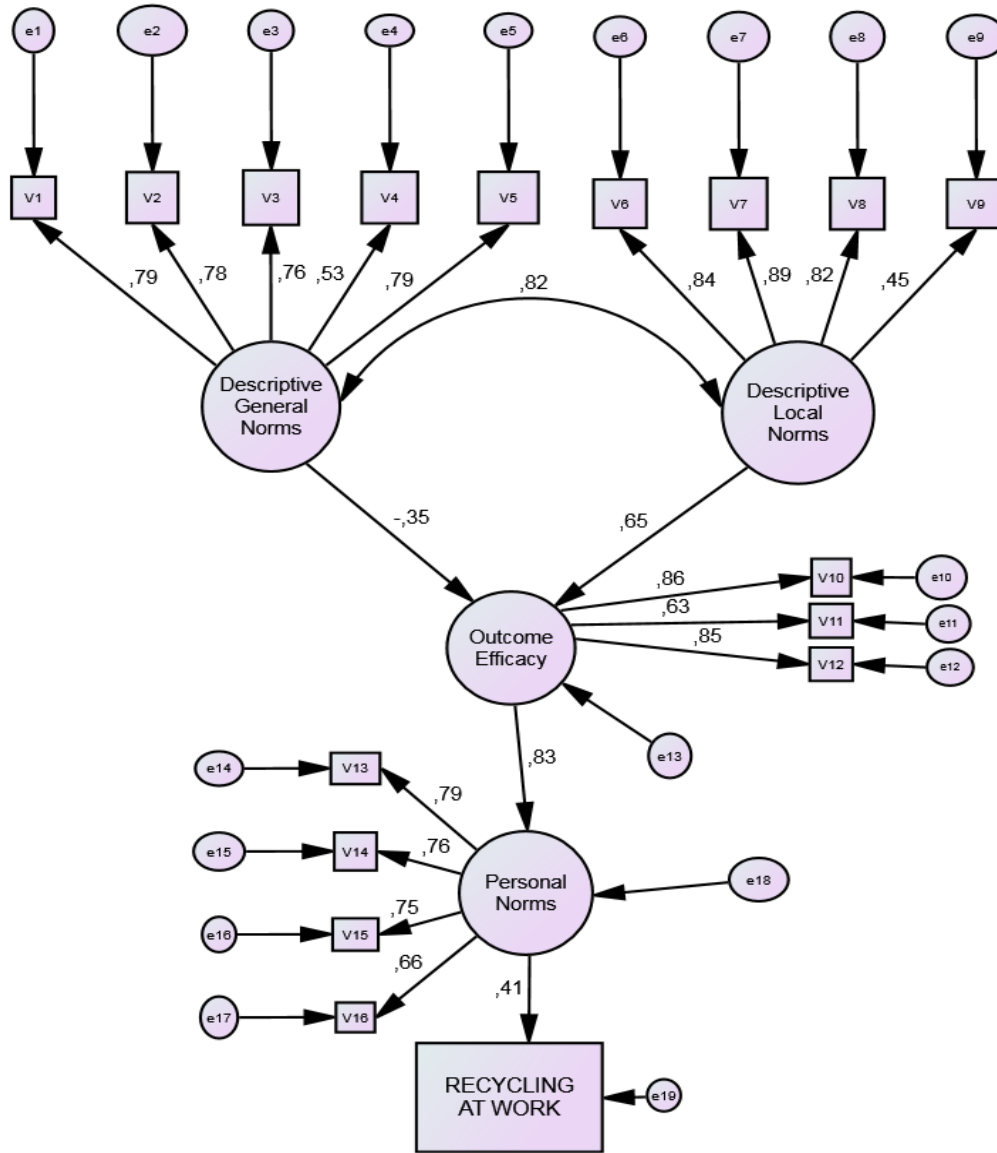 e1 e2 e3 e4 e5 e6 e7 e8 e9
V1 V2 V3 V4 V5 V6 V7 V8 V9
,79 ,78 ,76 ,53 ,79 ,82 ,84 ,89 ,82 ,45
Descriptive
General
Norms
Descriptive
Local
Norms
-,35 ,65
Outcome
Efficacy
,86 V10 e10
,63 V11 e11
,85 V12 e12
e13
,83
e14 V13 ,79
e15 V14 ,76
e16 V15 ,75
e17 V16 ,66
Personal
Norms
e18
,41
RECYCLING
AT WORK
e19